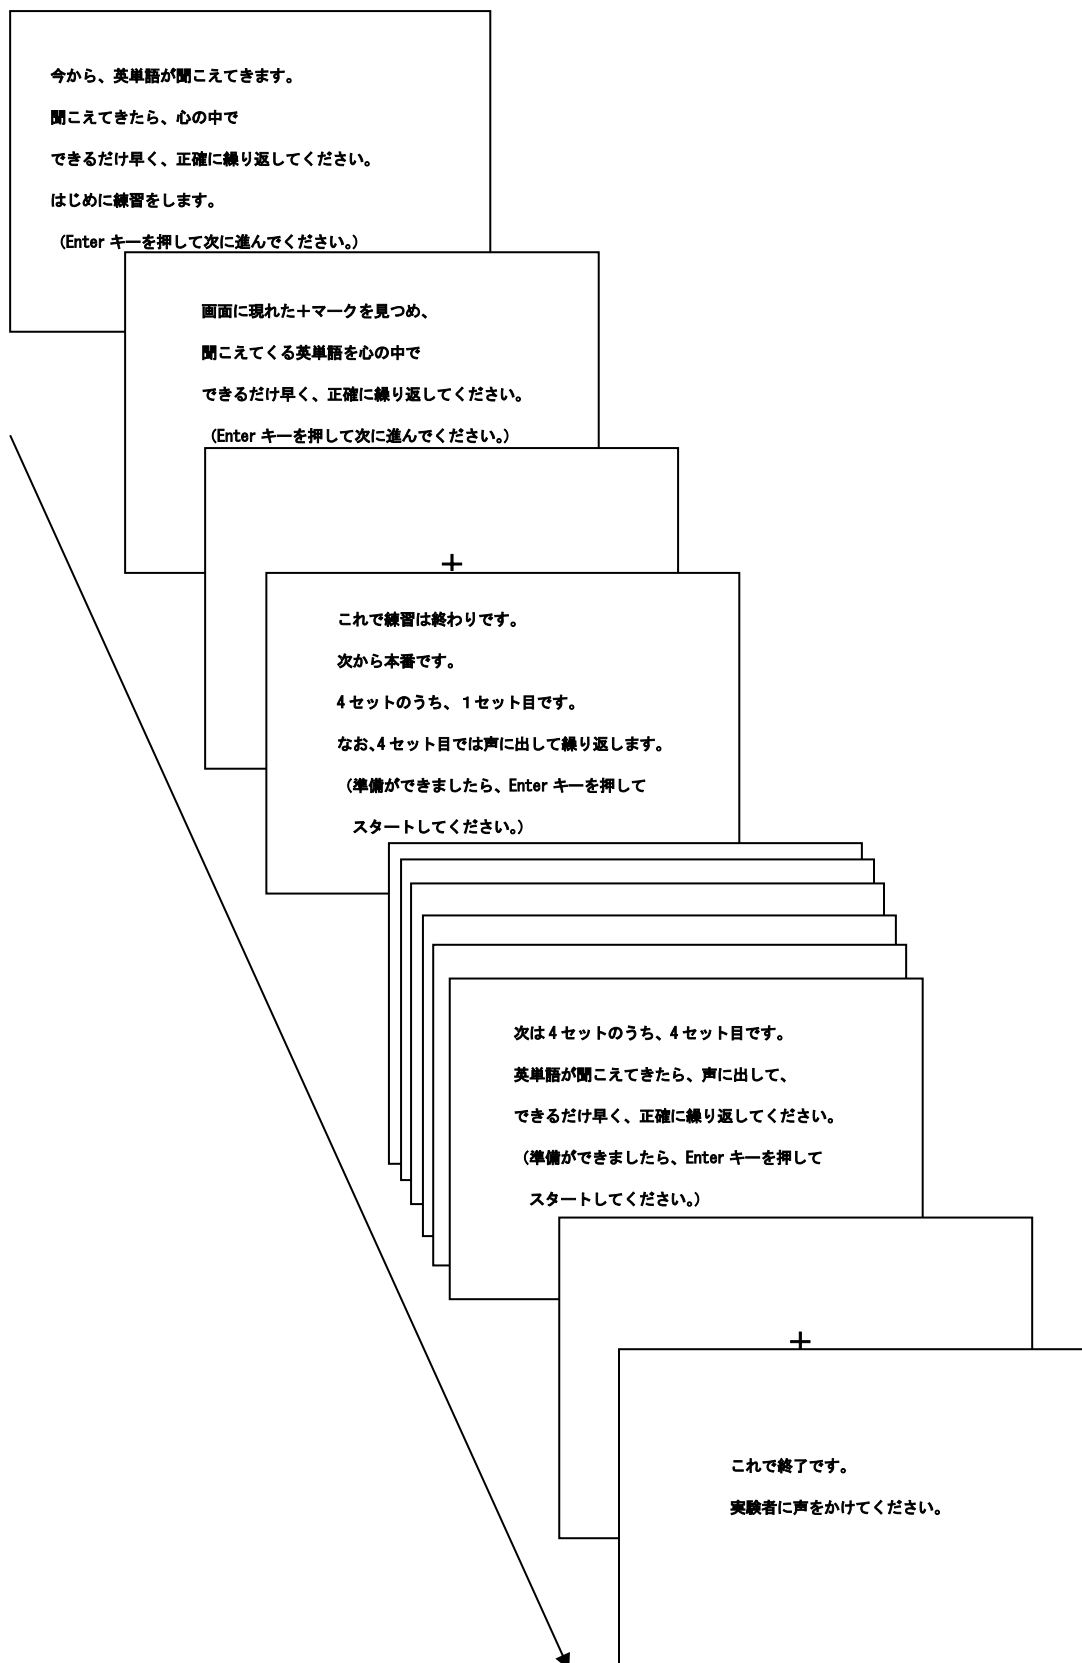 今から、英単語が聞こえてきます。
聞こえてきたら、心の中で
できるだけ早く、正確に繰り返してください。
はじめに練習をします。
(Enter キーを押して次に進んでください。)
画面に現れた＋マークを見つめ、
聞こえてくる英単語を心の中で
できるだけ早く、正確に繰り返してください。
(Enter キーを押して次に進んでください。)
＋
これで練習は終わりです。
次から本番です。
4 セットのうち、１セット目です。
なお、4 セット目では声に出して繰り返します。
(準備ができましたら、Enter キーを押して
スタートしてください。)
次は 4 セットのうち、4 セット目です。
英単語が聞こえてきたら、声に出して、
できるだけ早く、正確に繰り返してください。
(準備ができましたら、Enter キーを押して
スタートしてください。)
＋
これで終了です。
実験者に声をかけてください。